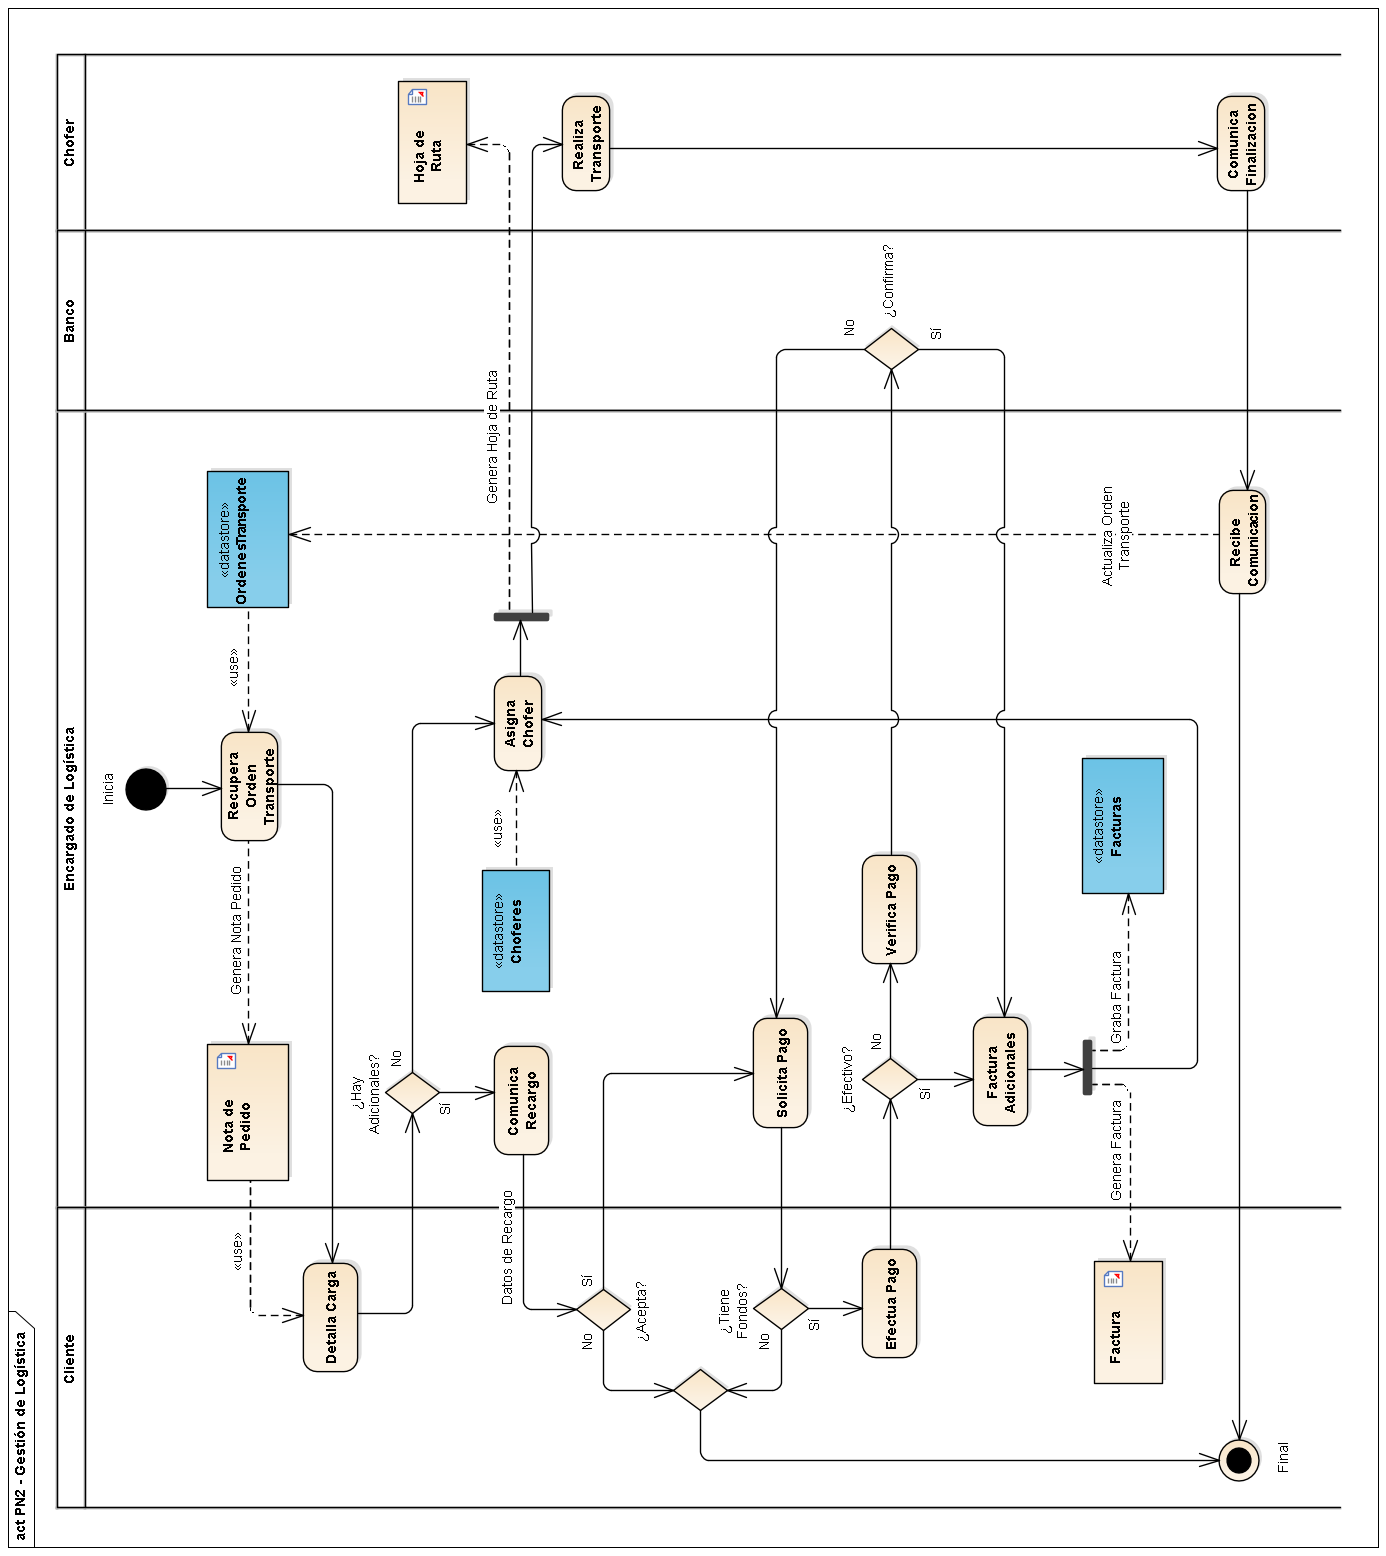 act PN2 - Gestión de Logística
Cliente
Encargado de Logística
Banco
Chofer
Inicia
Recupera
Orden
Transporte
«use»
«datastore»
OrdenesTransporte
Genera Nota Pedido
Nota de
Pedido
«use»
Detalla Carga
¿Hay
Adicionales?
No
Sí
Comunica
Recargo
Datos de Recargo
«datastore»
Choferes
«use»
Asigna
Chofer
Genera Hoja de Ruta
Hoja de
Ruta
Realiza
Transporte
¿Acepta?
Sí
No
Solicita Pago
¿Tiene
Fondos?
No
Sí
Efectua Pago
¿Efectivo?
No
Sí
Verifica Pago
¿Confirma?
No
Sí
Factura
Adicionales
Genera Factura
Graba Factura
Factura
«datastore»
Facturas
Actualiza Orden
Transporte
Comunica
Finalizacion
Recibe
Comunicacion
Final